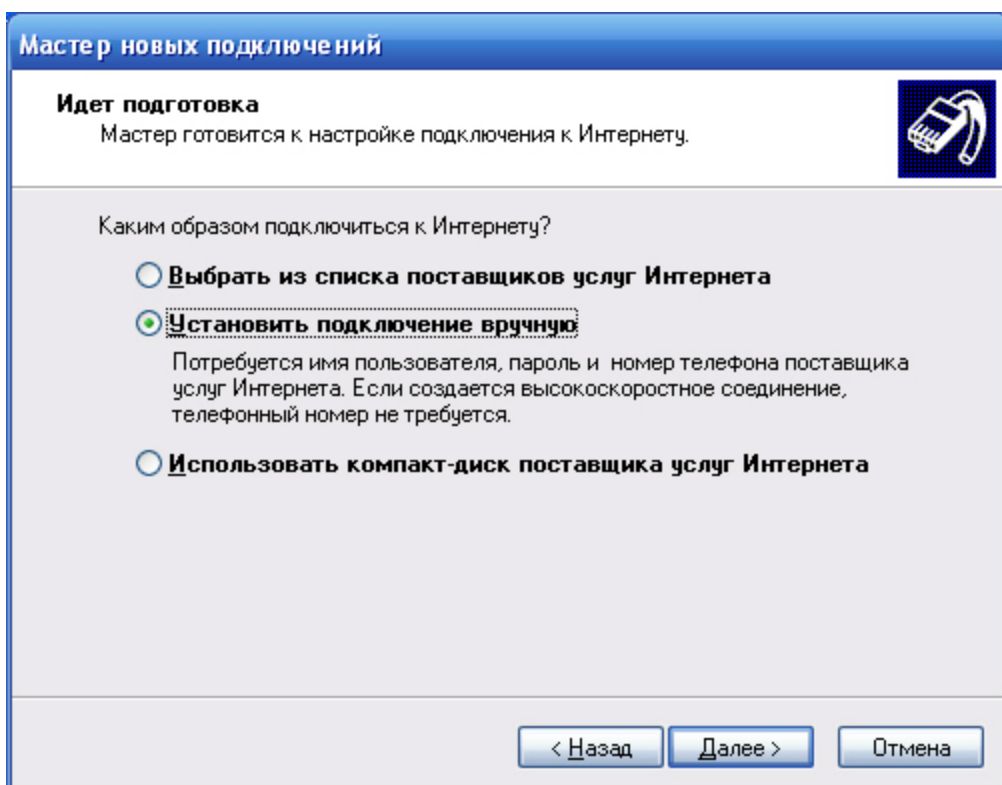 Мастер новых подключений
Идет подготовка
Мастер готовится к настройке подключения к Интернету.
Каким образом подключиться к Интернету?
Выбрать из списка поставщиков услуг Интернета
Установить подключение вручную
Потребуется имя пользователя, пароль и номер телефона поставщика
услуг Интернета. Если создается высокоскоростное соединение,
телефонный номер не требуется.
Использовать компакт-диск поставщика услуг Интернета
< Назад Далее > Отмена